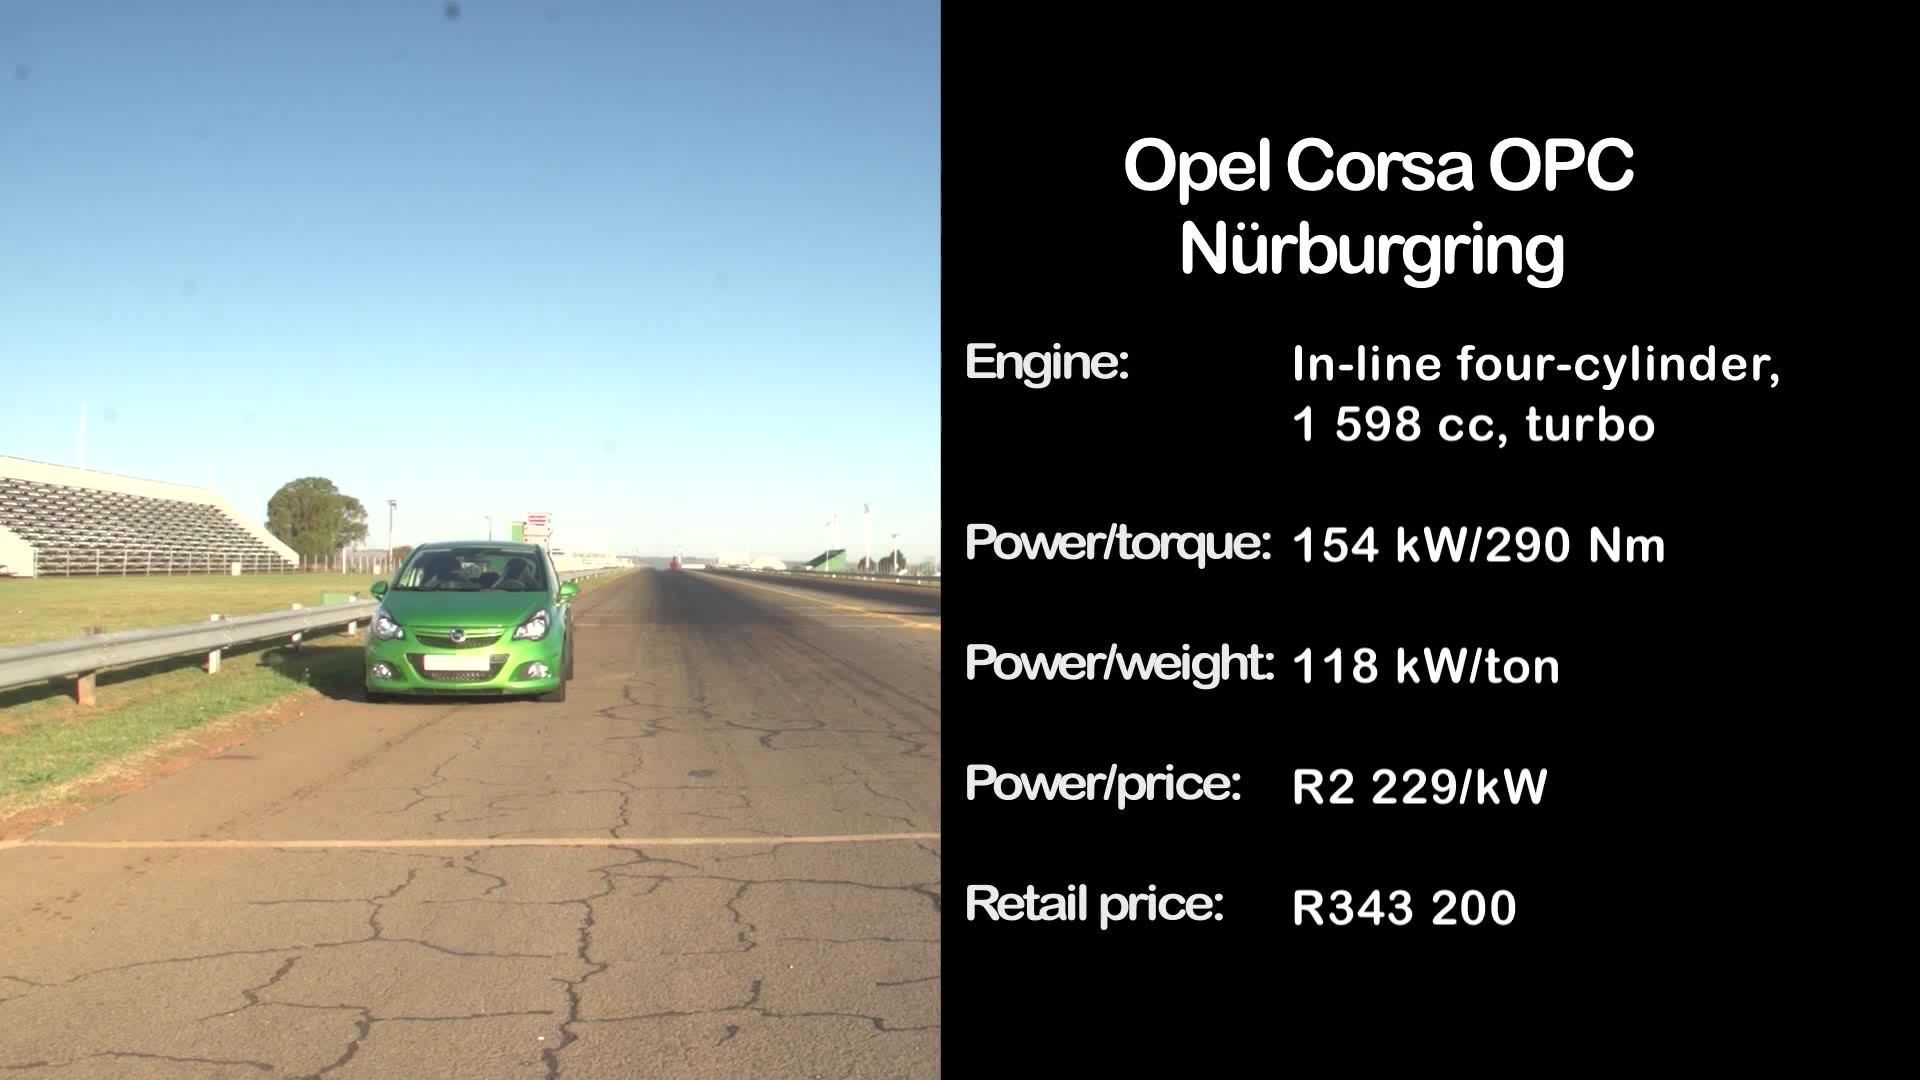 Opel Corsa OPC
Nürburgring
Engine: In-line four-cylinder,
1 598 cc, turbo
Power/torque: 154 kW/290 Nm
Power/weight: 118 kW/ton
Power/price: R2 229/kW
Retail price: R343 200